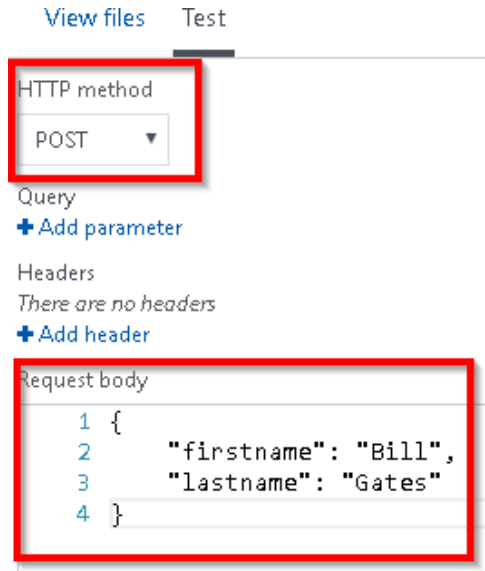 View files Test
HTTP method
POST
Query
+ Add parameter
Headers
There are no headers
+ Add header
Request body
1 {
2 "firstname": "Bill",
3 "lastname": "Gates"
4 }